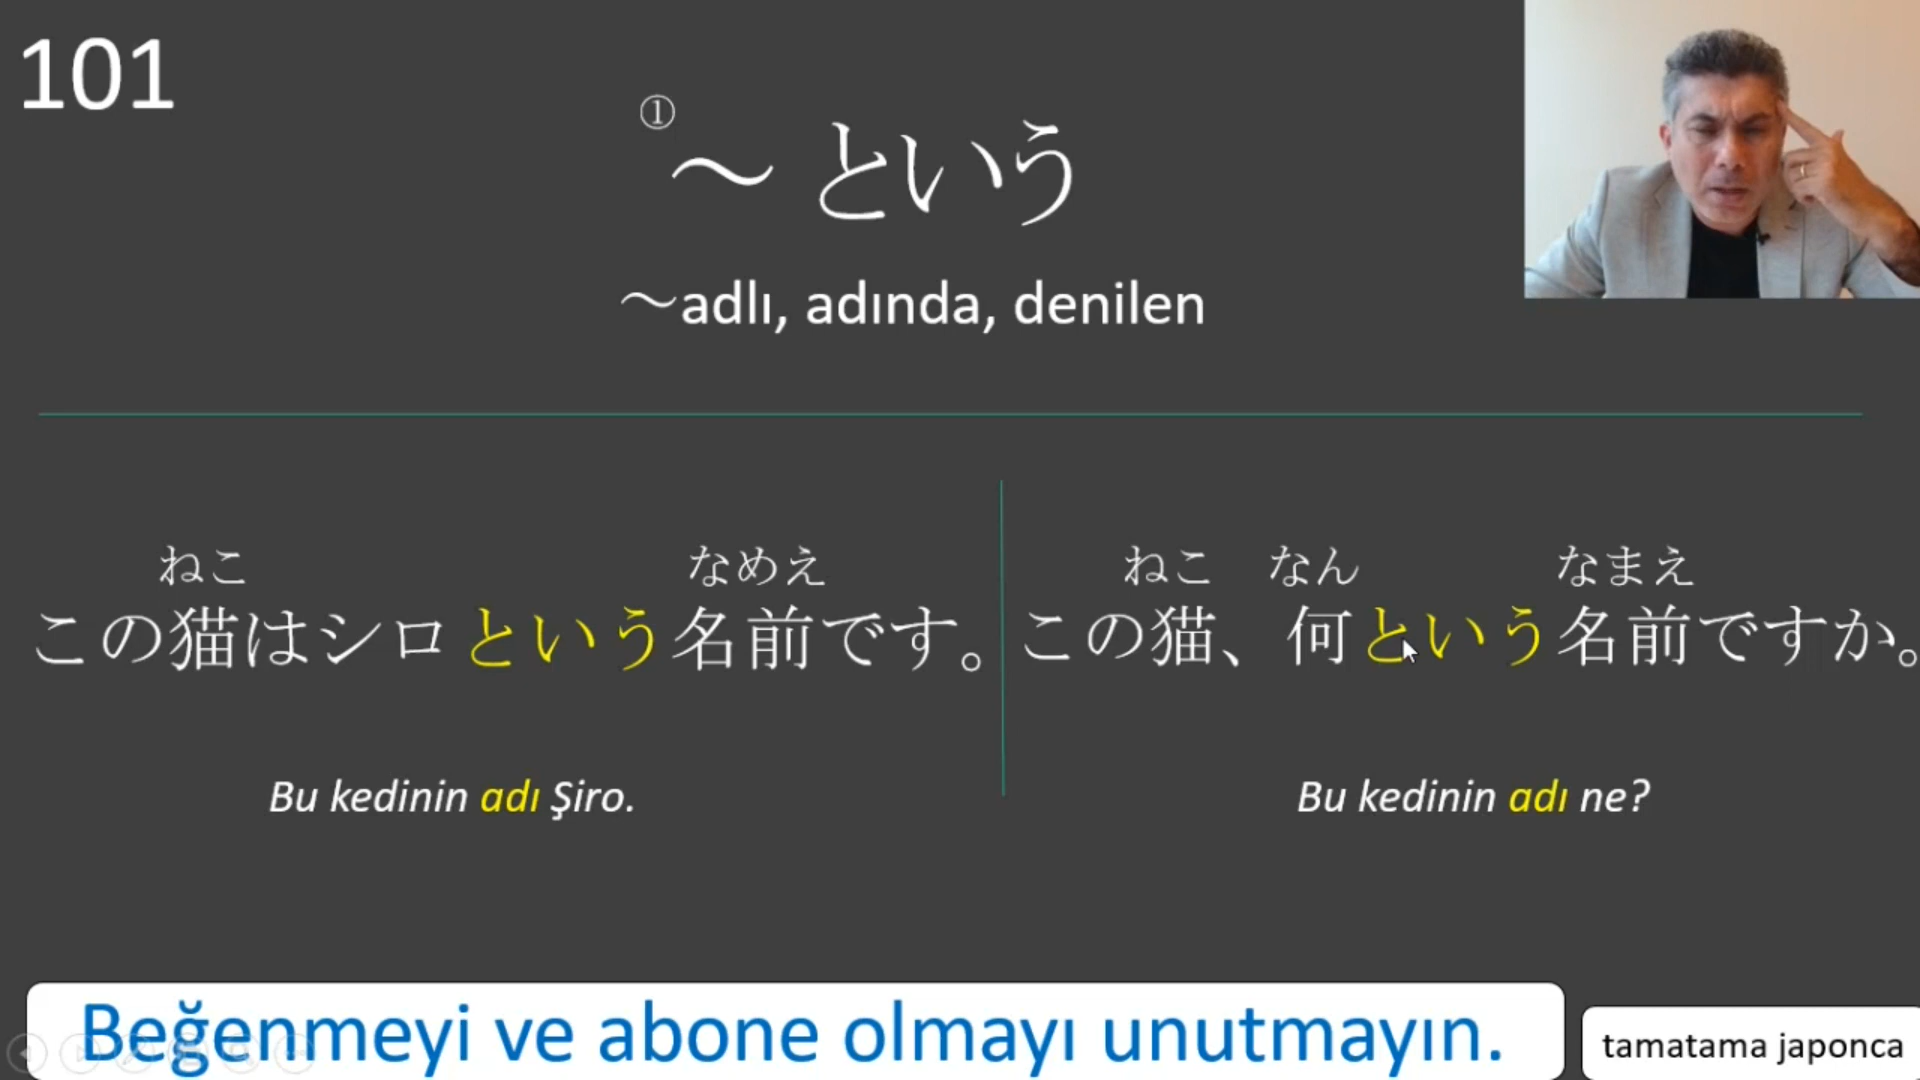 101
①
～ という
～adlı, adında, denilen
ねこ なめえ
この猫はシロという名前です。
Bu kedinin adı Şiro.
ねこ なん なまえ
この猫、何という名前ですか。
Bu kedinin adı ne?
Beğenmeyi ve abone olmayı unutmayın.
tamatama japonca